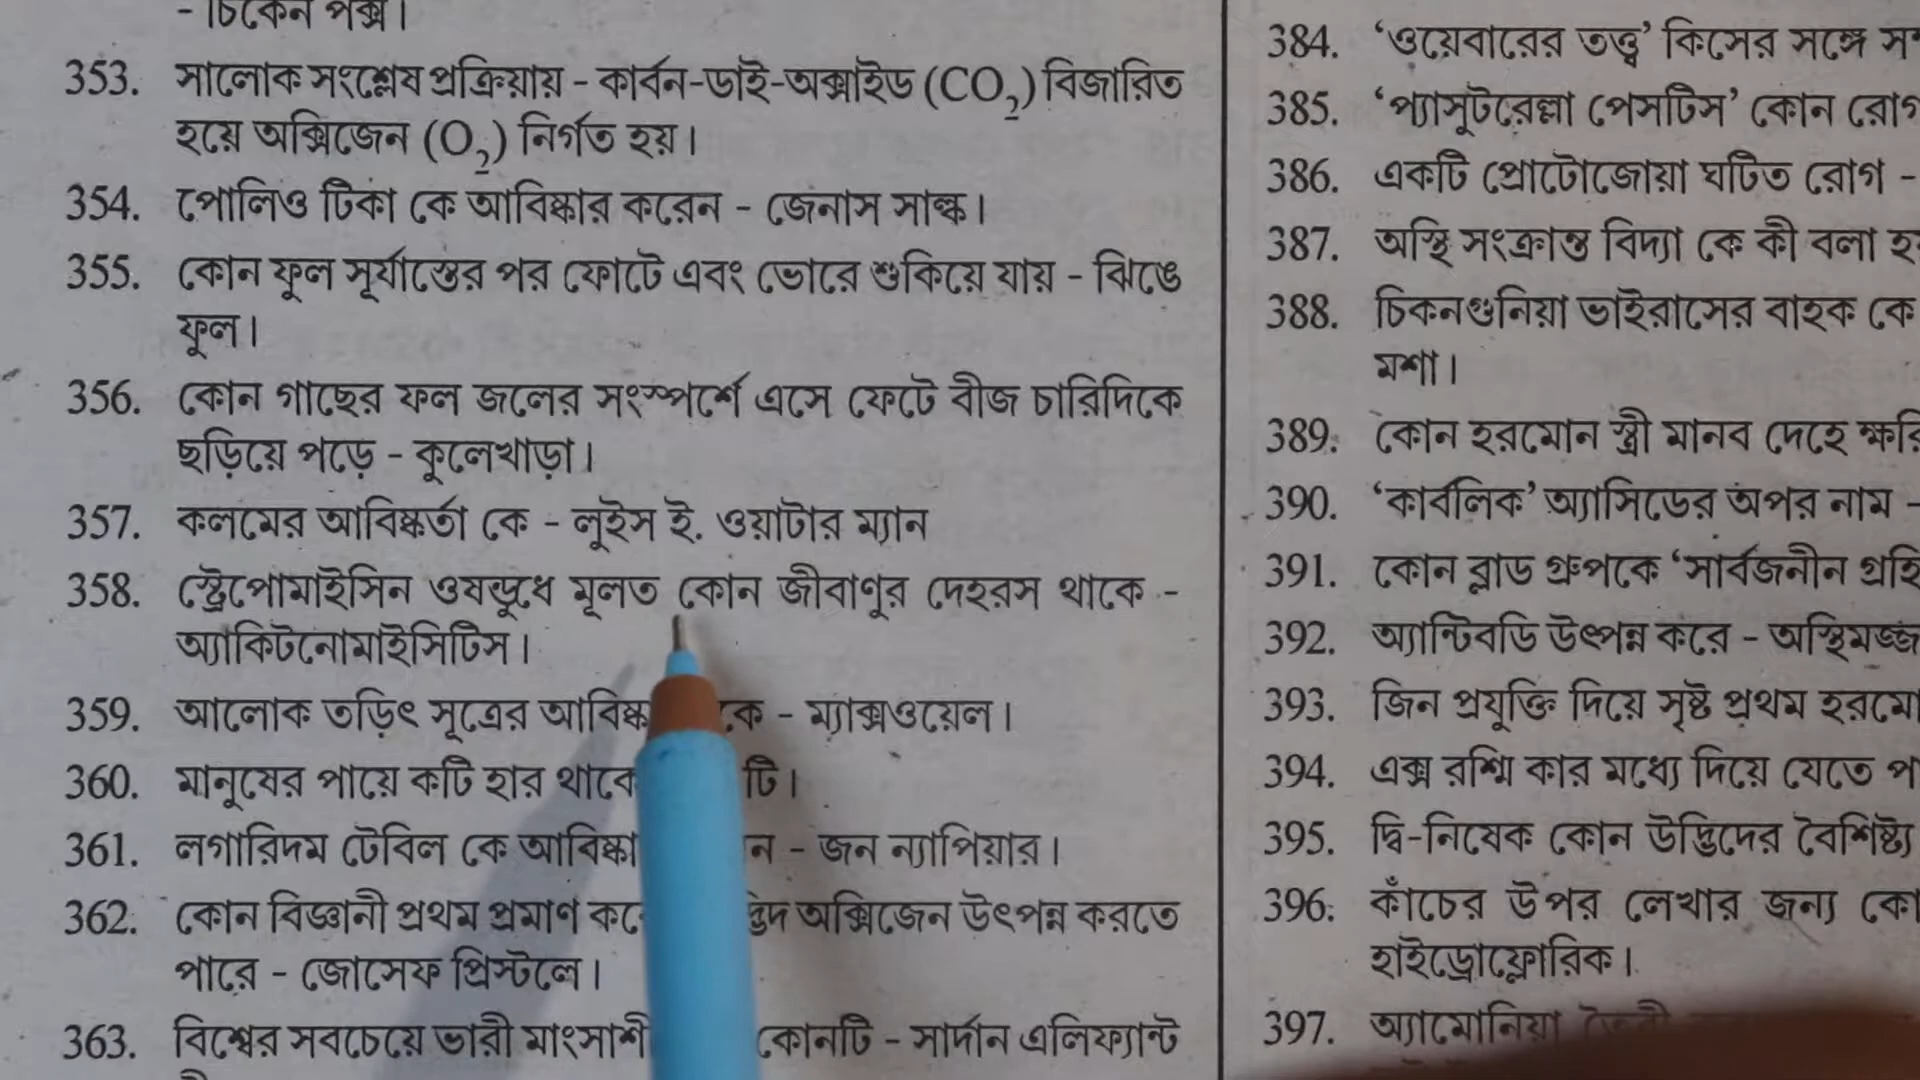 - চিকেন পক্স।
353. সালোক সংশ্লেষ প্রক্রিয়ায় - কার্বন-ডাই-অক্সাইড (CO₂) বিজারিত
হয়ে অক্সিজেন (O₂) নির্গত হয়।
354. পোলিও টিকা কে আবিষ্কার করেন - জেনাস সাল্ক।
355. কোন ফুল সূর্যাস্তের পর ফোটে এবং ভোরে শুকিয়ে যায় - ঝিঙে
ফুল।
356. কোন গাছের ফল জলের সংস্পর্শে এসে ফেটে বীজ চারিদিকে
ছড়িয়ে পড়ে - কুলেখাড়া।
357. কলমের আবিষ্কর্তা কে - লুইস ই. ওয়াটার ম্যান
358. স্ট্রেপোমাইসিন ওষন্ডুধে মূলত কোন জীবাণুর দেহরস থাকে -
অ্যাকিটনোমাইসিটিস।
359. আলোক তড়িৎ সূত্রের কে - ম্যাক্সওয়েল।
360. মানুষের পায়ে কটি হার থাকে টি।
361. লগারিদম টেবিল কে - জন ন্যাপিয়ার।
362. কোন বিজ্ঞানী প্রথম প্রমাণ অক্সিজেন উৎপন্ন করতে
পারে - জোসেফ প্রিস্টলে।
363. বিশ্বের সবচেয়ে ভারী মাংসাশী কোনটি - সার্দান এলিফ্যান্ট
384. ‘ওয়েবারের তত্ত্ব’ কিসের সঙ্গে
385. ‘প্যাসুটরেল্লা পেসটিস’ কোন রোগ
386. একটি প্রোটোজোয়া ঘটিত রোগ -
387. অস্থি সংক্রান্ত বিদ্যা কে কী বলা
388. চিকনগুনিয়া ভাইরাসের বাহক কে
মশা।
389. কোন হরমোন স্ত্রী মানব দেহে
390. ‘কার্বলিক’ অ্যাসিডের অপর নাম -
391. কোন ব্লাড গ্রুপকে ‘সার্বজনীন
392. অ্যান্টিবডি উৎপন্ন করে -
393. জিন প্রযুক্তি দিয়ে সৃষ্ট প্রথম
394. এক্স রশ্মি কার মধ্যে দিয়ে যেতে
395. দ্বি-নিষেক কোন উদ্ভিদের বৈশিষ্ট্য
396. কাঁচের উপর লেখার জন্য
হাইড্রোফ্লোরিক।
397. অ্যামোনিয়া